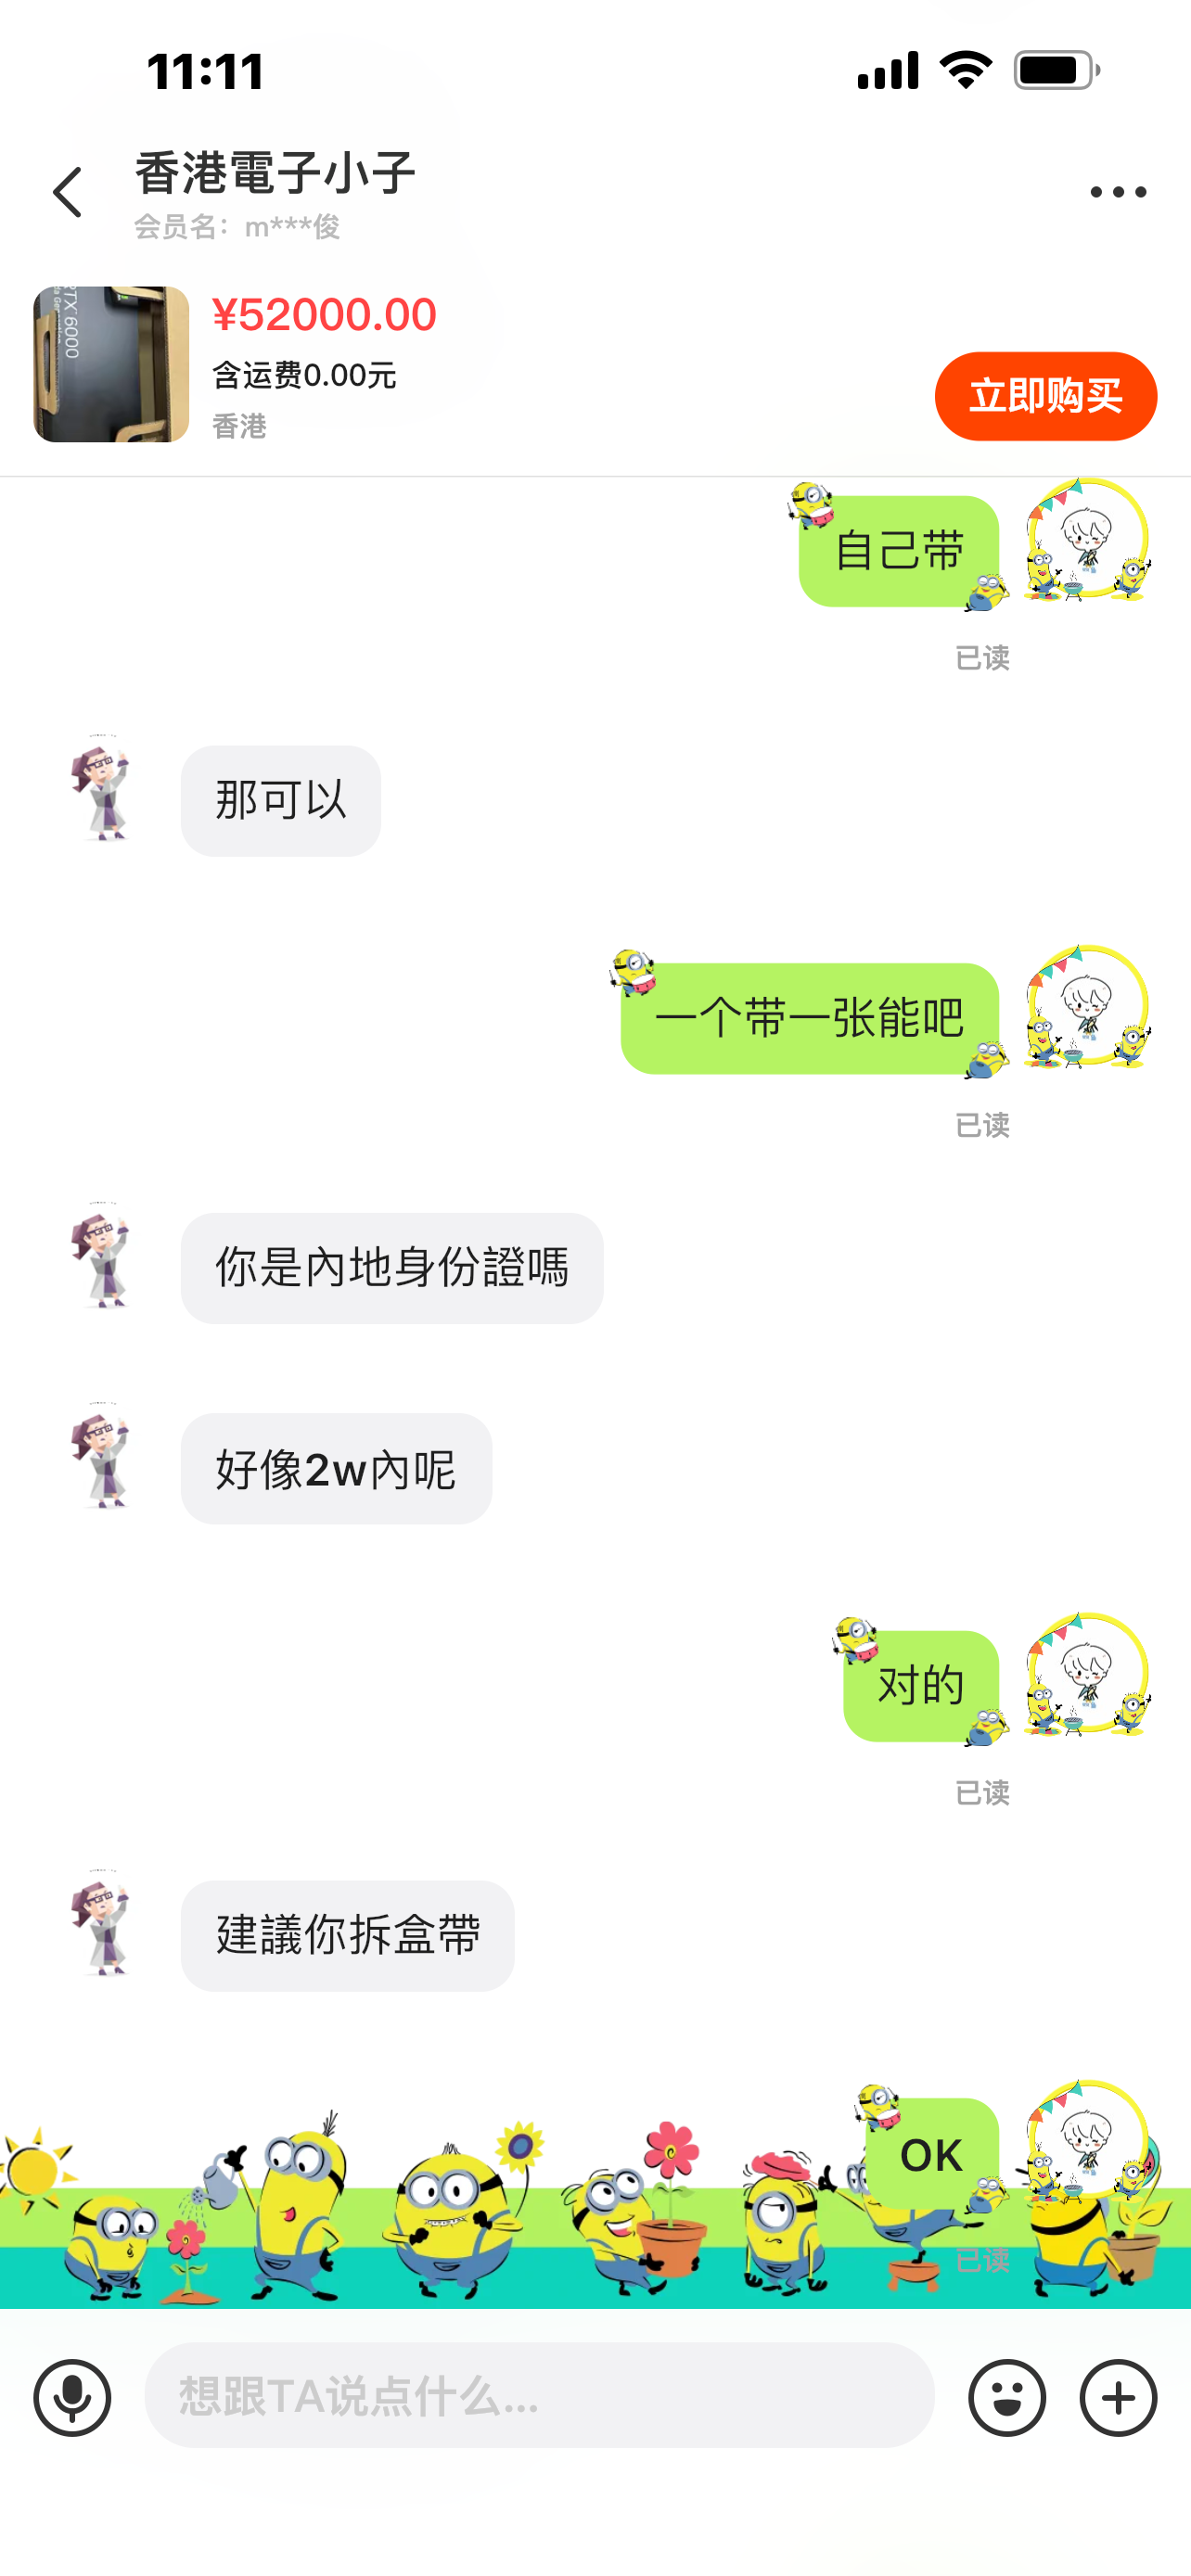 11:11
香港電子小子
会员名：m***俊
RTX 6000
¥52000.00
含运费0.00元
香港
立即购买
自己带
已读
那可以
一个带一张能吧
已读
你是內地身份證嗎
好像2w內呢
对的
已读
建議你拆盒帶
OK
已读
想跟TA说点什么...